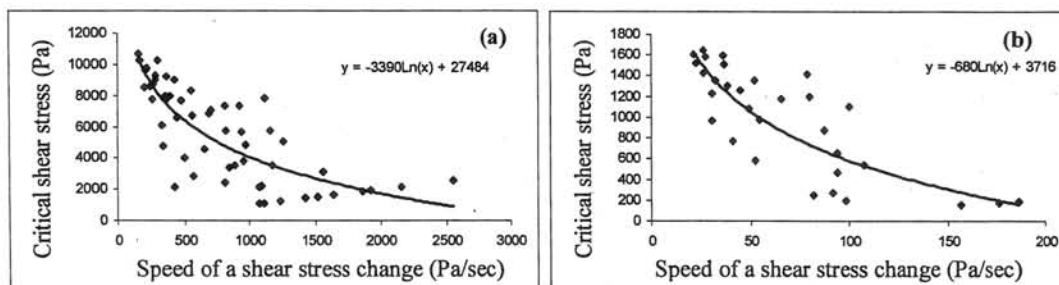 (a)
Critical shear stress (Pa)
12000
10000
8000
6000
4000
2000
0
y = -3390Ln(x) + 27484
0 500 1000 1500 2000 2500 3000
Speed of a shear stress change (Pa/sec)
(b)
Critical shear stress (Pa)
1800
1600
1400
1200
1000
800
600
400
200
0
y = -680Ln(x) + 3716
0 50 100 150 200
Speed of a shear stress change (Pa/sec)